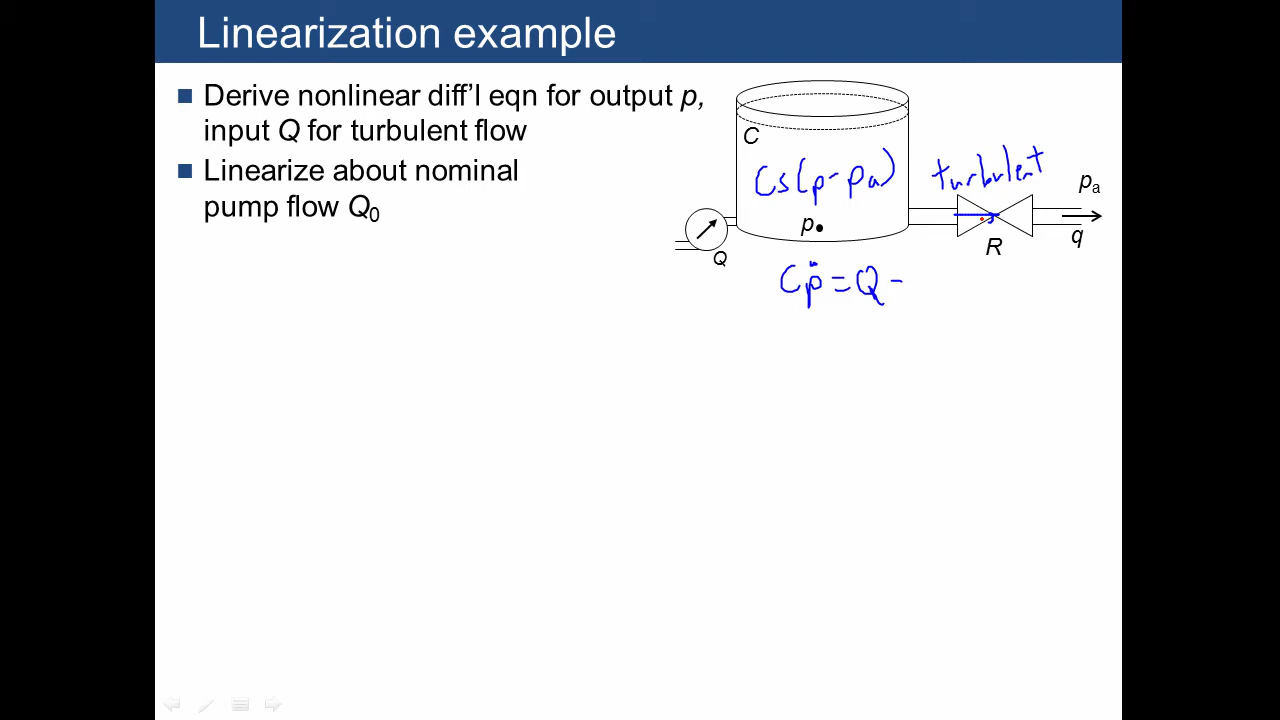 Linearization example
■ Derive nonlinear diff’l eqn for output p,
input Q for turbulent flow
■ Linearize about nominal
pump flow Q₀
C
Cs(p-pₐ)
turbulent
pₐ
p
Q
R
q
Cṗ = Q -